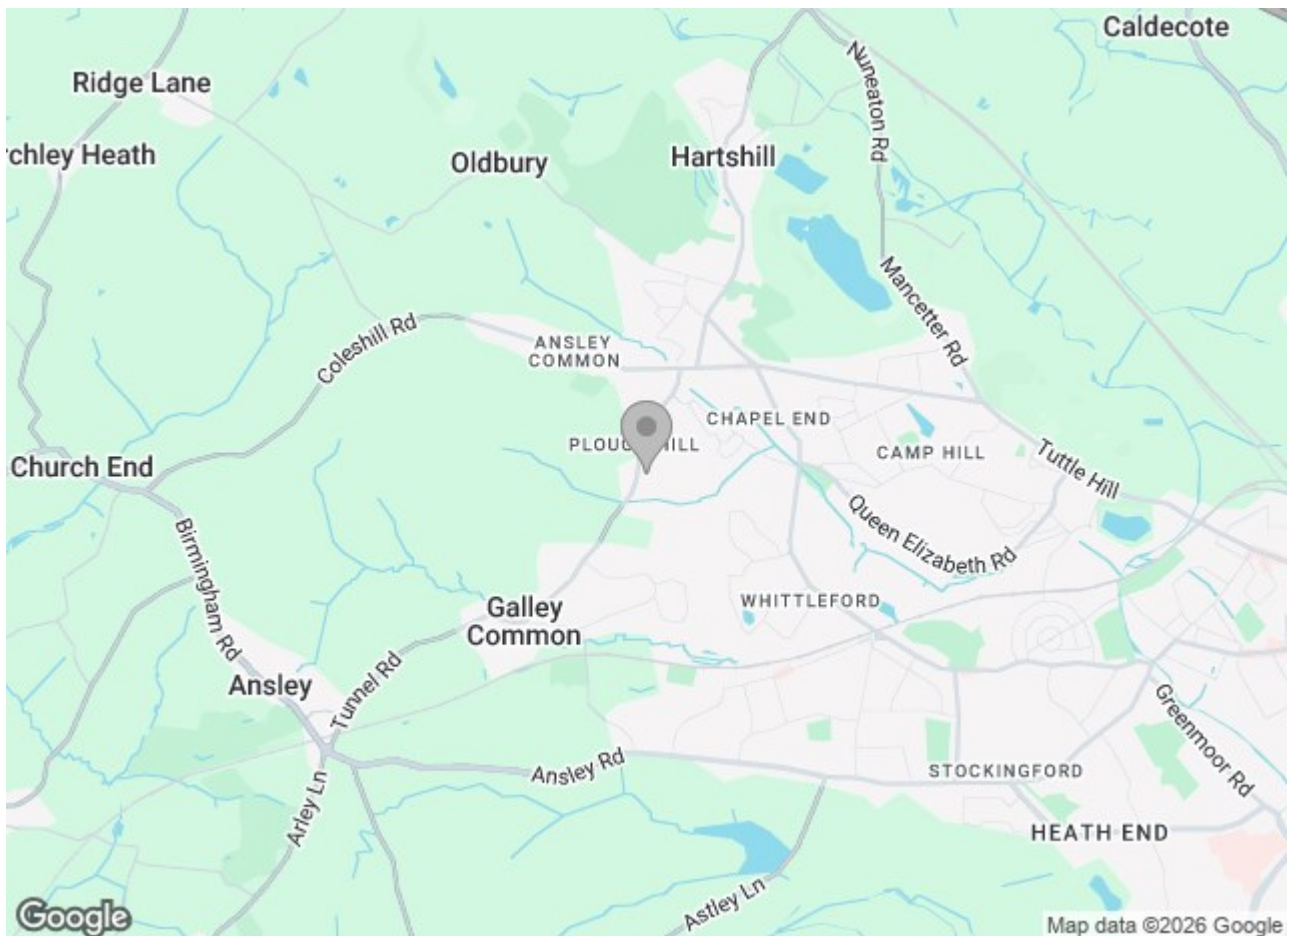 Caldecote
Ridge Lane
Nuneaton Rd
rchley Heath
Oldbury
Hartshill
Mancetter Rd
Coleshill Rd
ANSLEY
COMMON
CHAPEL END
PLOUGH HILL
CAMP HILL
Tuttle Hill
Church End
Queen Elizabeth Rd
Birmingham Rd
Galley
Common
WHITTLEFORD
Ansley
Tunnel Rd
Greenmoor Rd
Ansley Rd
STOCKINGFORD
Arley Ln
HEATH END
Astley Ln
Google
Map data ©2026 Google